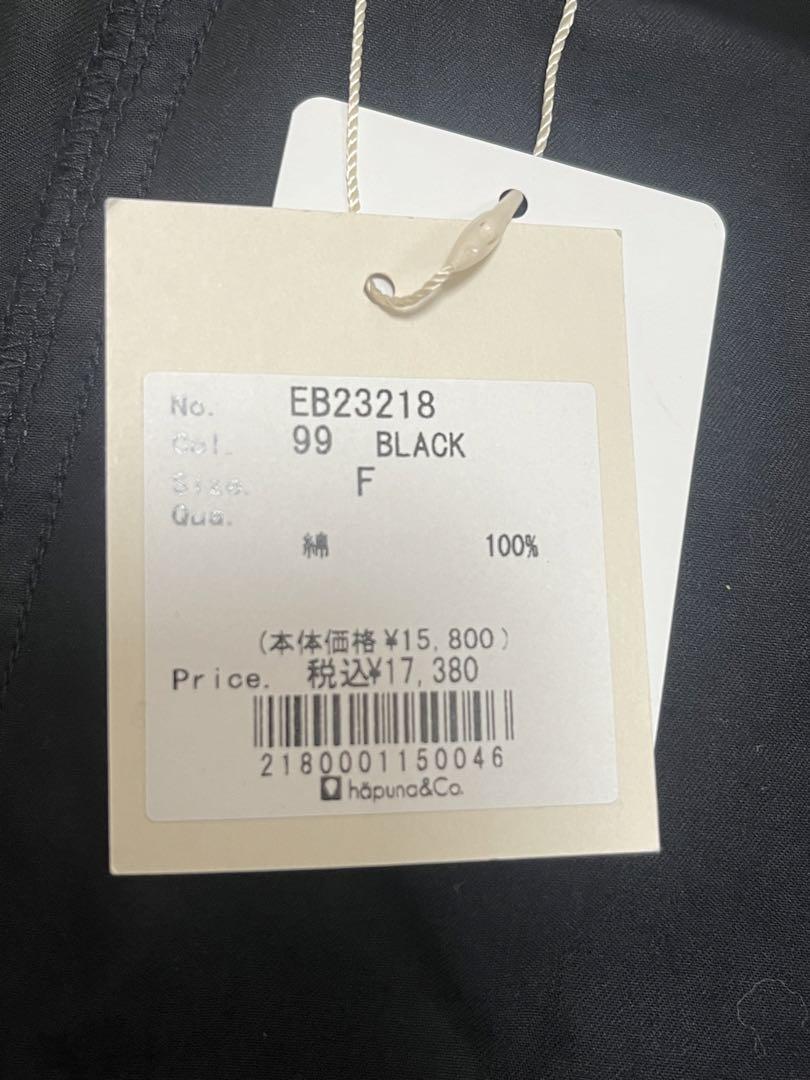 No. EB23218
Col. 99 BLACK
Size. F
Qua.
綿 100%
(本体価格¥15,800)
Price. 税込¥17,380
2180001150046
hāpuna&Co.